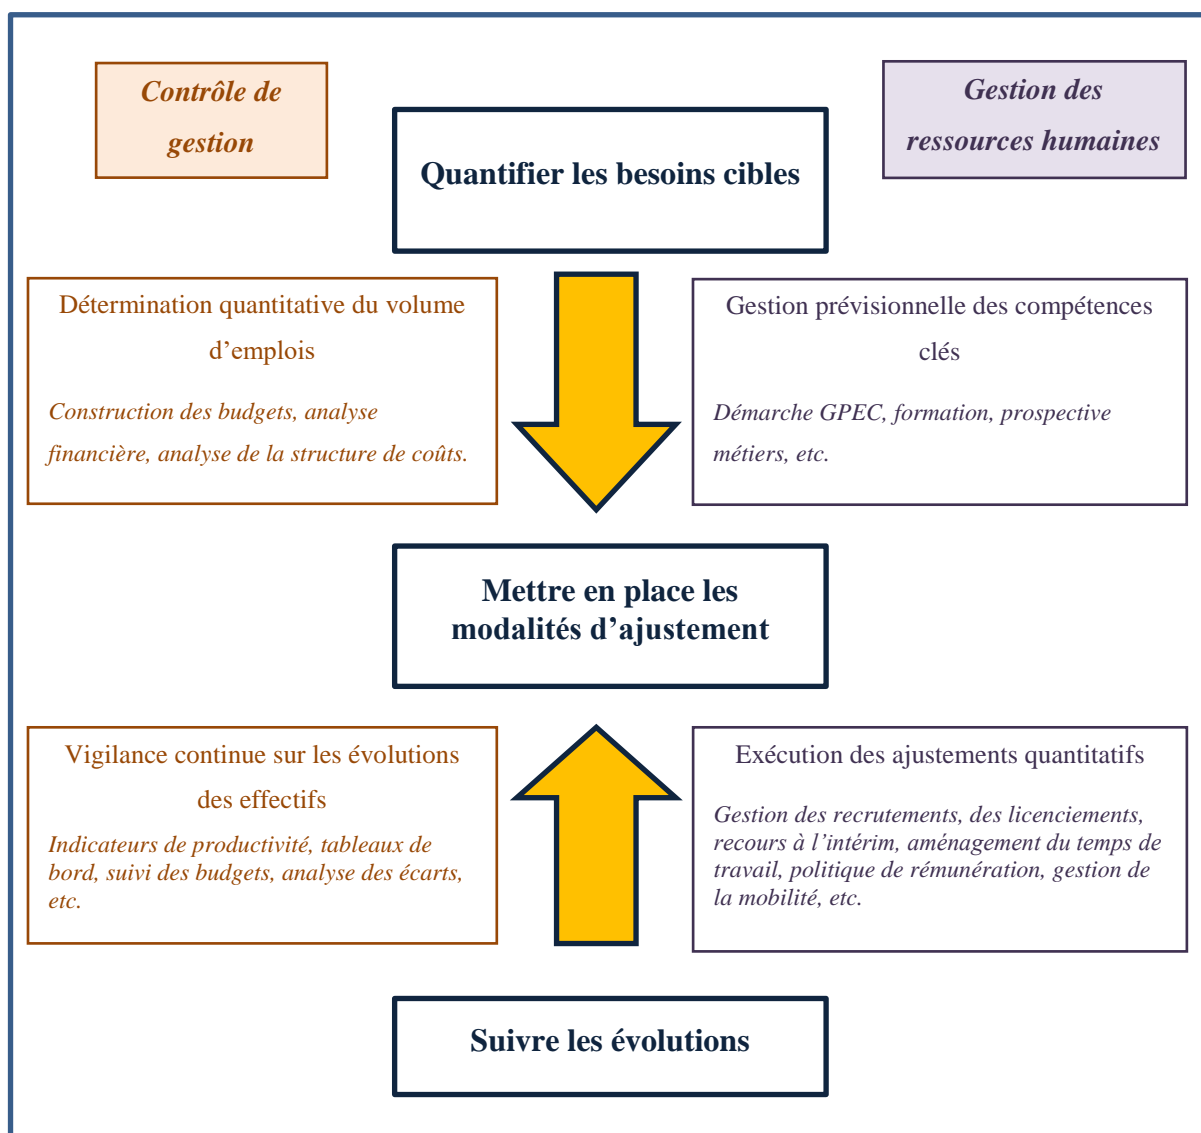 Contrôle de
gestion
Gestion des
ressources humaines
Quantifier les besoins cibles
Détermination quantitative du volume
d’emplois
Construction des budgets, analyse
financière, analyse de la structure de coûts.
Gestion prévisionnelle des compétences
clés
Démarche GPEC, formation, prospective
métiers, etc.
Mettre en place les
modalités d’ajustement
Vigilance continue sur les évolutions
des effectifs
Indicateurs de productivité, tableaux de
bord, suivi des budgets, analyse des écarts,
etc.
Exécution des ajustements quantitatifs
Gestion des recrutements, des licenciements,
recours à l’intérim, aménagement du temps de
travail, politique de rémunération, gestion de
la mobilité, etc.
Suivre les évolutions